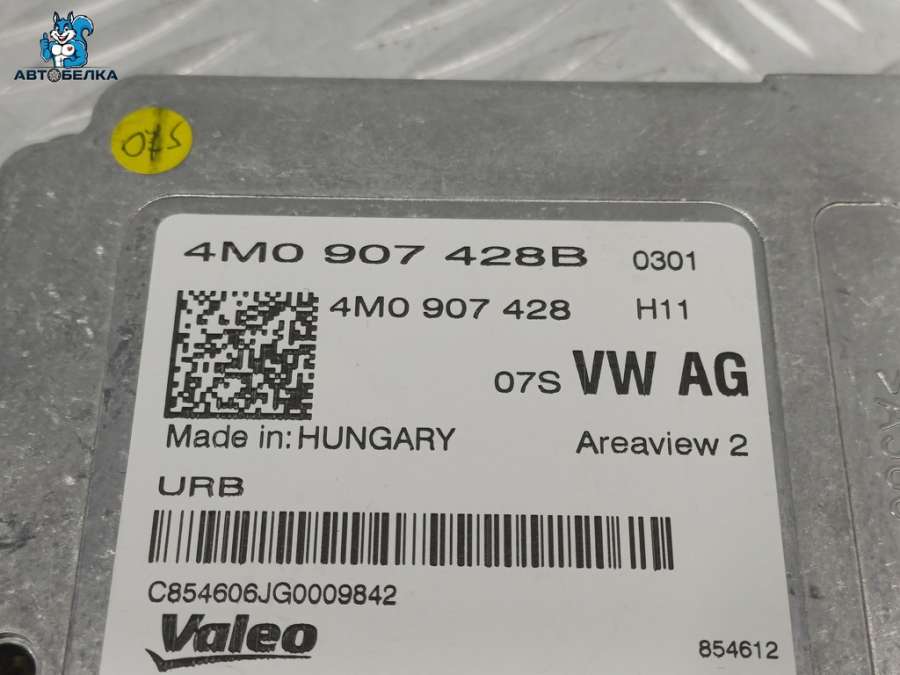 АВТОБЕЛКА
07S
4M0 907 428B 0301
4M0 907 428 H11
07S VW AG
Made in: HUNGARY Areaview 2
URB
C854606JG0009842
Valeo 854612